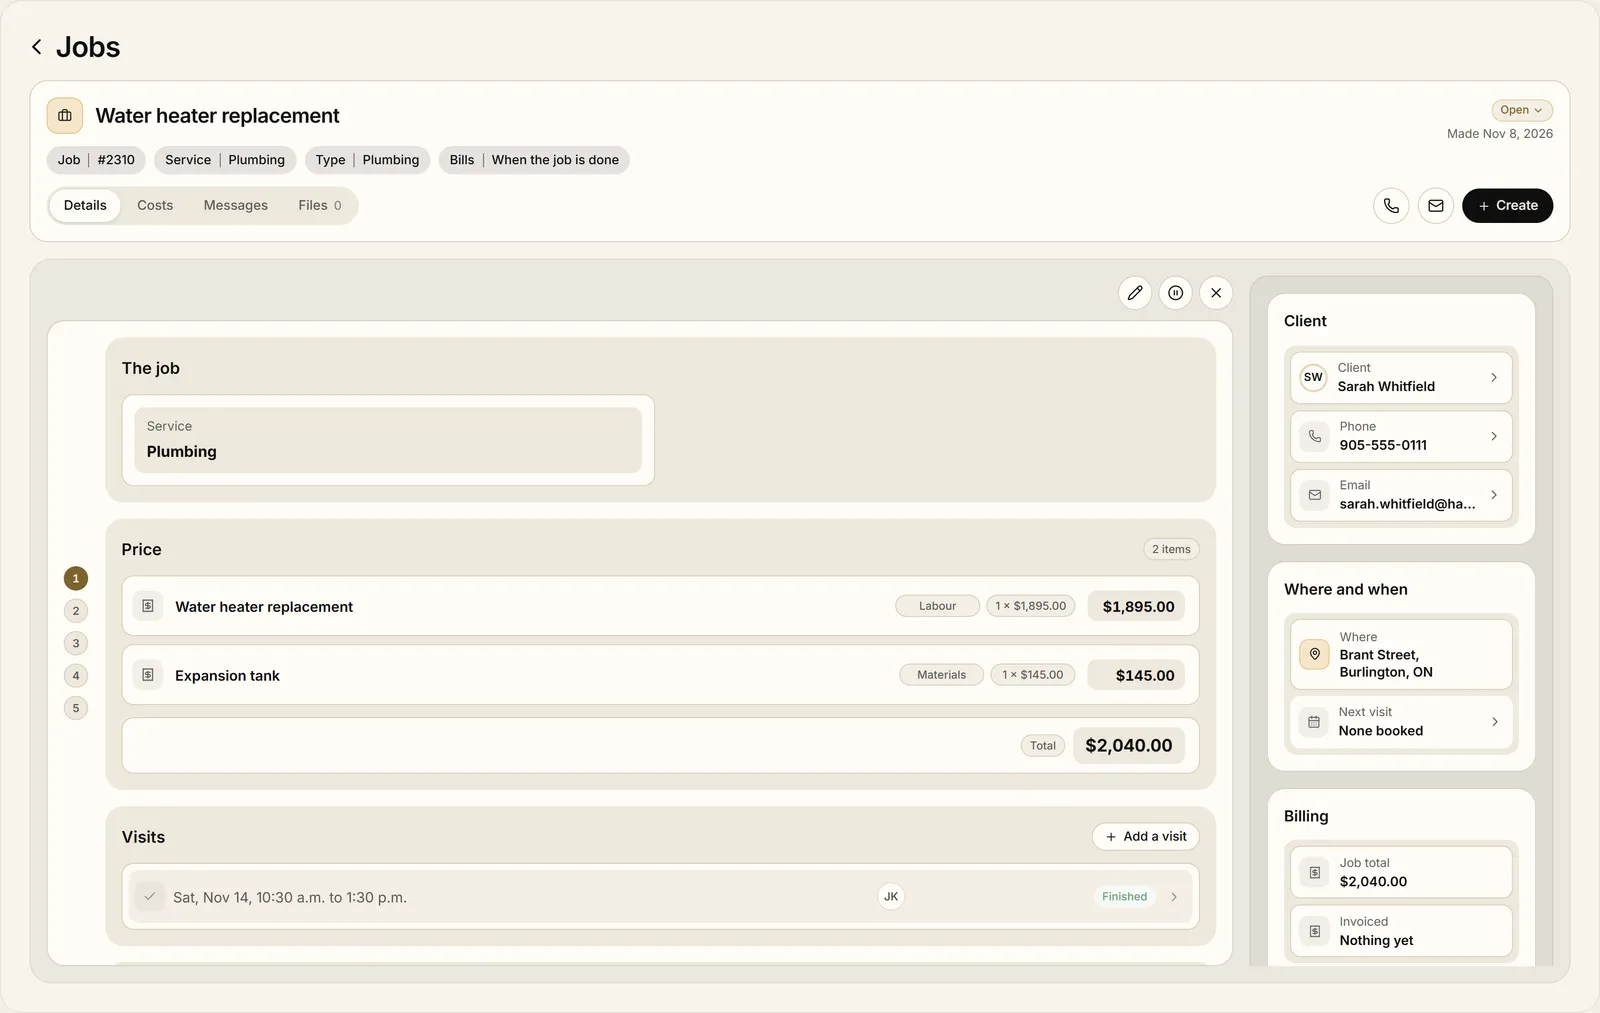 Jobs
Water heater replacement
Open
Made Nov 8, 2026
Job | #2310
Service | Plumbing
Type | Plumbing
Bills | When the job is done
Details
Costs
Messages
Files 0
+ Create
The job
Service
Plumbing
Price
2 items
Water heater replacement
Labour
1 × $1,895.00
$1,895.00
Expansion tank
Materials
1 × $145.00
$145.00
Total
$2,040.00
1
2
3
4
5
Visits
+ Add a visit
Sat, Nov 14, 10:30 a.m. to 1:30 p.m.
JK
Finished
Client
SW
Client
Sarah Whitfield
Phone
905-555-0111
Email
sarah.whitfield@ha...
Where and when
Where
Brant Street,
Burlington, ON
Next visit
None booked
Billing
Job total
$2,040.00
Invoiced
Nothing yet